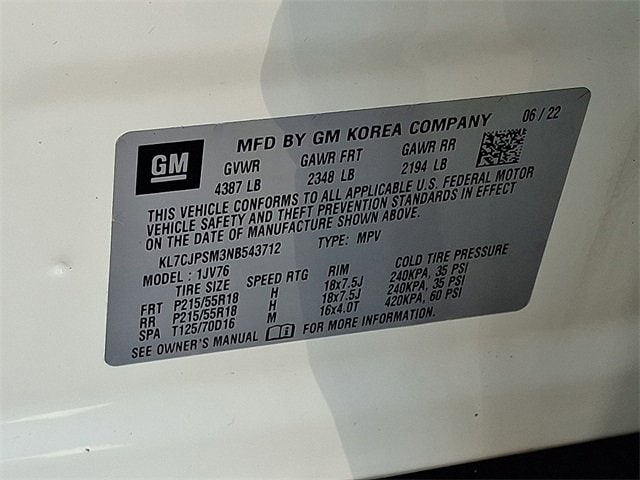 GM
MFD BY GM KOREA COMPANY 06/22
GVWR GAWR FRT GAWR RR
4387 LB 2348 LB 2194 LB
THIS VEHICLE CONFORMS TO ALL APPLICABLE U.S. FEDERAL MOTOR
VEHICLE SAFETY AND THEFT PREVENTION STANDARDS IN EFFECT
ON THE DATE OF MANUFACTURE SHOWN ABOVE.
KL7CJPSM3NB543712 TYPE: MPV
MODEL: 1JV76
TIRE SIZE SPEED RTG RIM COLD TIRE PRESSURE
FRT P215/55R18 H 18x7.5J 240KPA, 35 PSI
RR P215/55R18 H 18x7.5J 240KPA, 35 PSI
SPA T125/70D16 M 16x4.0T 420KPA, 60 PSI
SEE OWNER'S MANUAL FOR MORE INFORMATION.